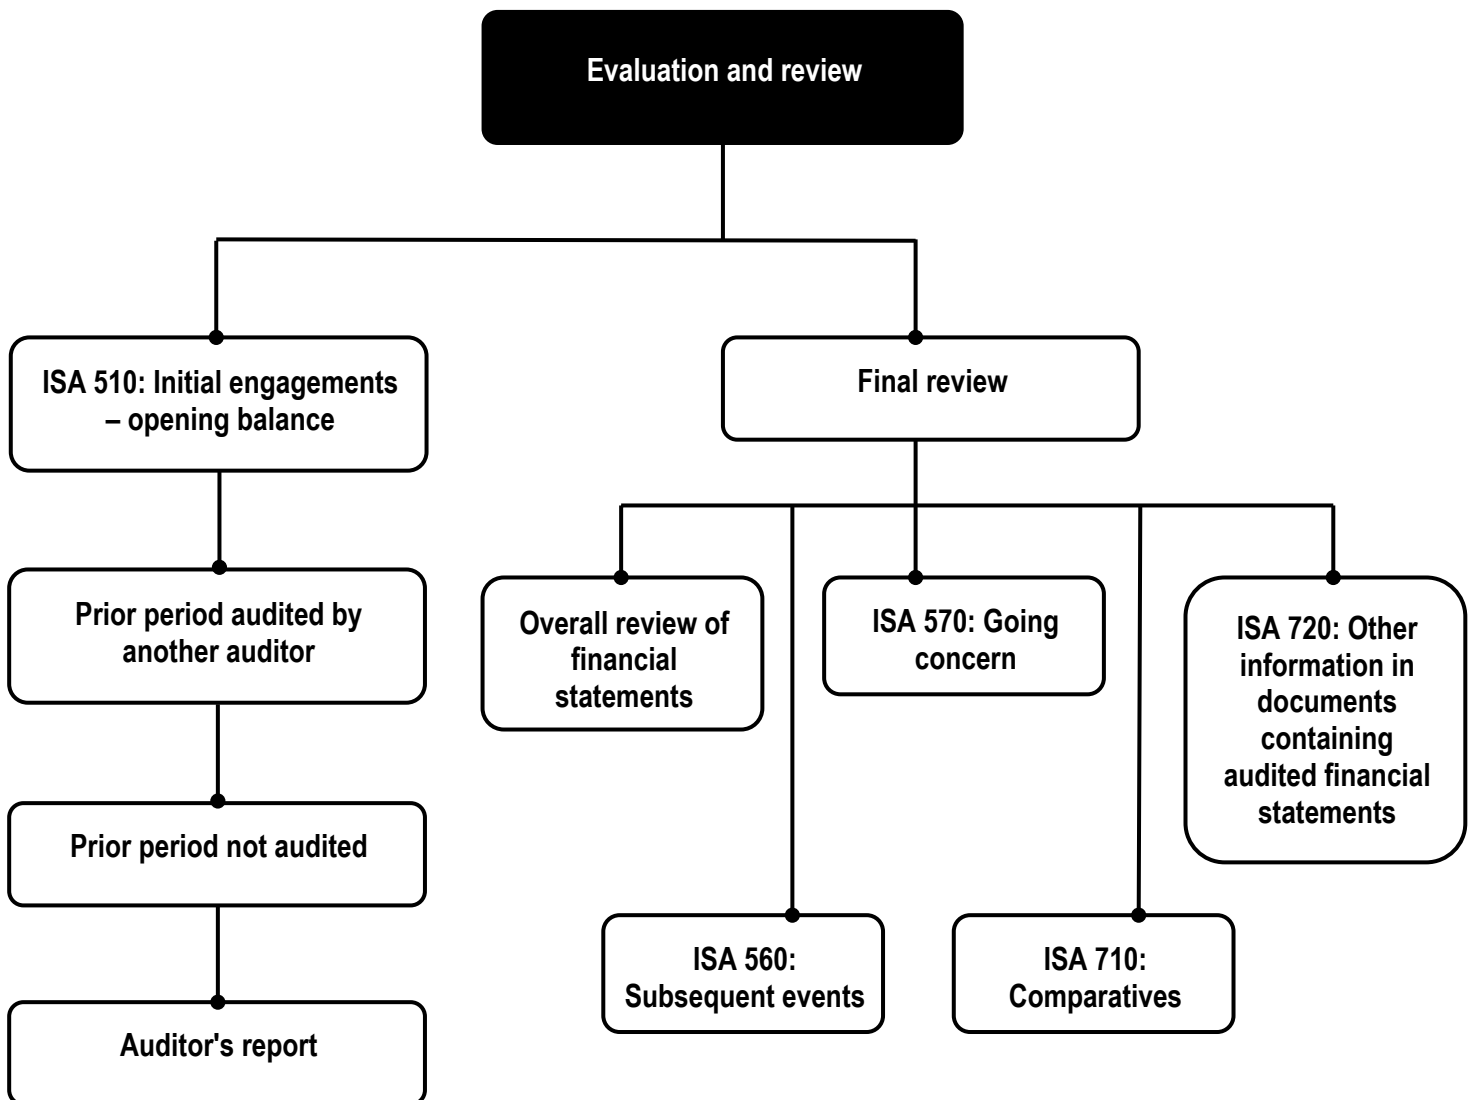 Evaluation and review
ISA 510: Initial engagements
– opening balance
Final review
Prior period audited by
another auditor
Overall review of
financial
statements
ISA 570: Going
concern
ISA 720: Other
information in
documents
containing
audited financial
statements
Prior period not audited
ISA 560:
Subsequent events
ISA 710:
Comparatives
Auditor's report